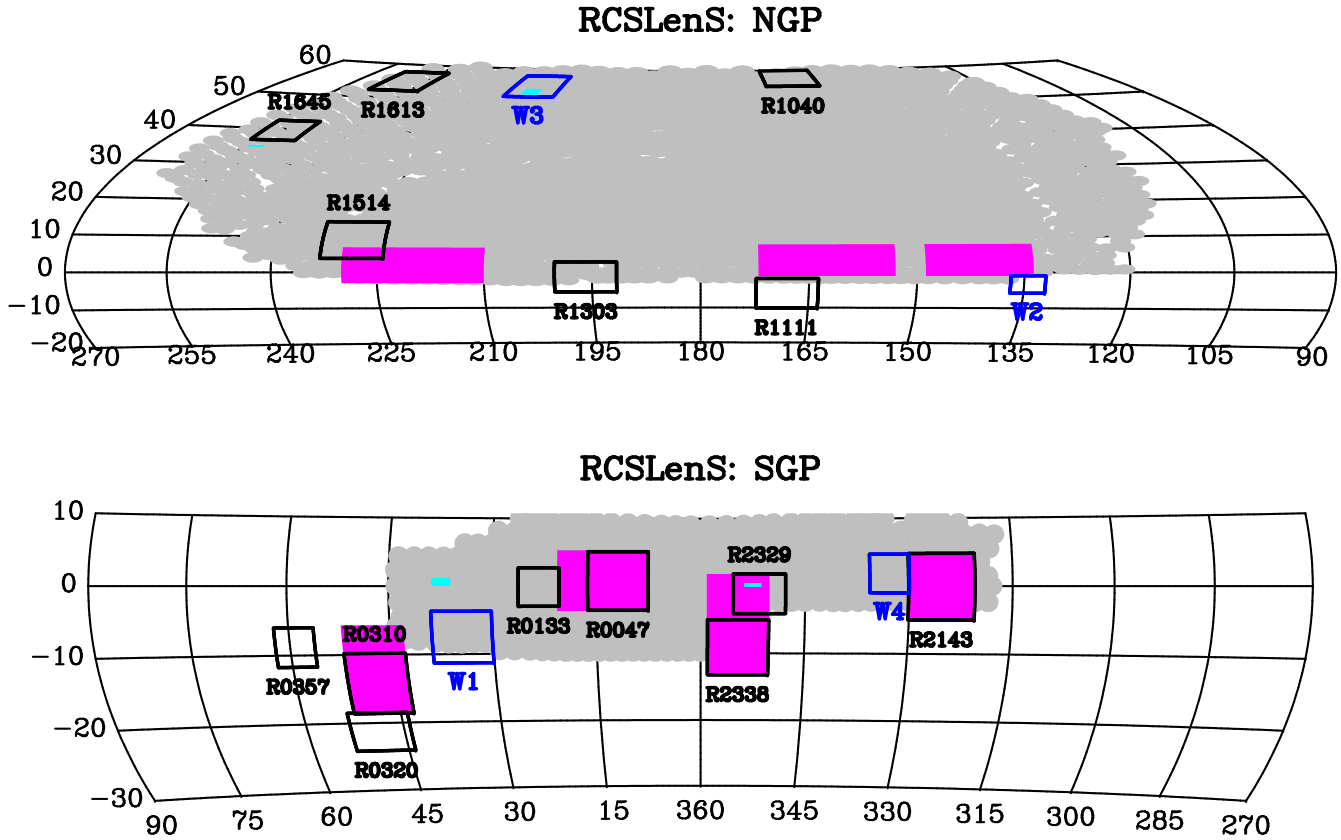 RCSLenS: NGP
60
50
40
30
20
10
0
−10
−20
R1645
R1613
W3
R1040
R1514
R1303
R1111
W2
270 255 240 225 210 195 180 165 150 135 120 105 90
RCSLenS: SGP
10
0
−10
−20
−30
R2329
R0133
R0047
W4
R2143
R0310
R0357
W1
R2338
R0320
90 75 60 45 30 15 360 345 330 315 300 285 270